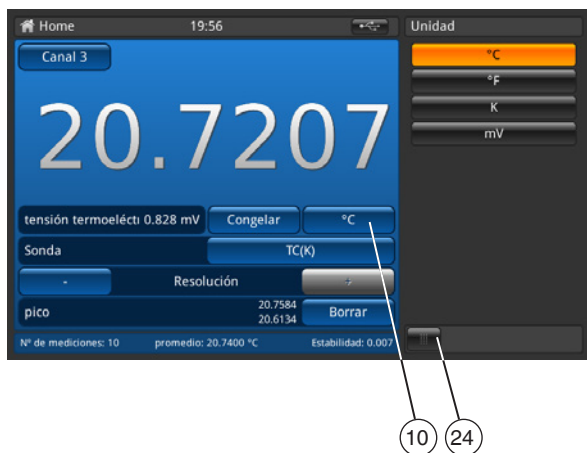 Home 19:56 Unidad
Canal 3
°C
°F
K
mV
20.7207
tensión termoeléctı 0.828 mV Congelar °C
Sonda TC(K)
- Resolución +
pico 20.7584 Borrar
20.6134
Nº de mediciones: 10 promedio: 20.7400 °C Estabilidad: 0.007
10 24